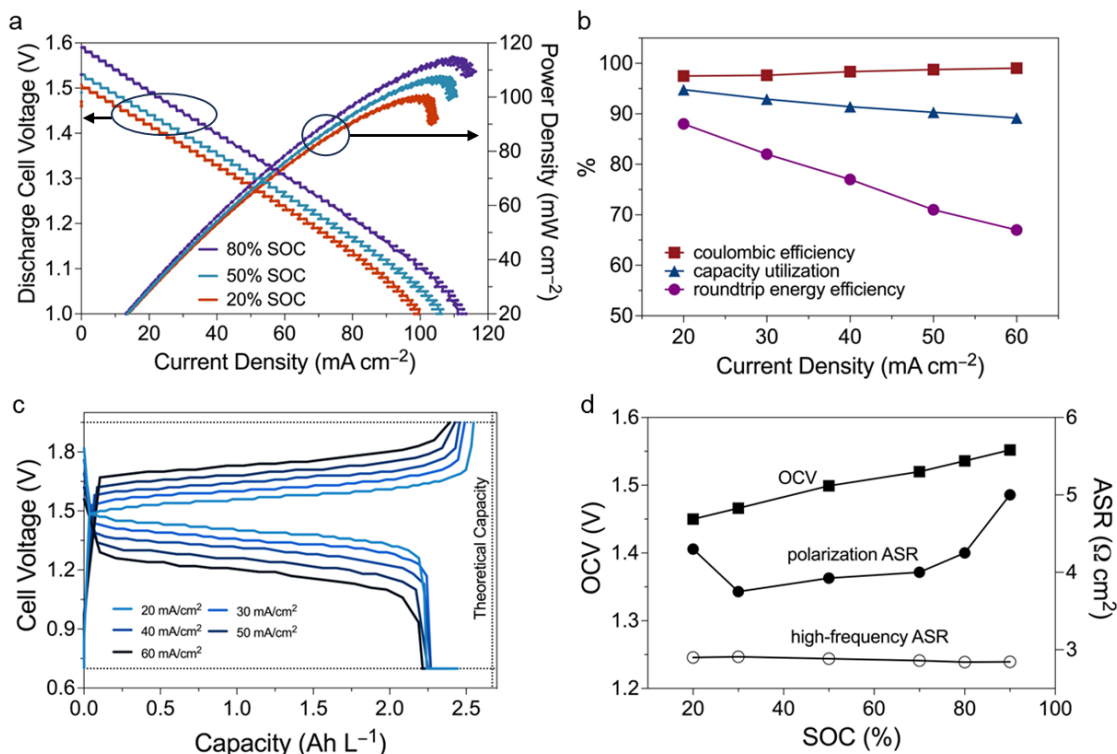 a
1.6
1.5
1.4
1.3
1.2
1.1
1.0
Discharge Cell Voltage (V)
80% SOC
50% SOC
20% SOC
0 20 40 60 80 100 120
Current Density (mA cm⁻²)
120
100
80
60
40
20
Power Density (mW cm⁻²)
b
100
90
80
70
60
50
%
coulombic efficiency
capacity utilization
roundtrip energy efficiency
20 30 40 50 60
Current Density (mA cm⁻²)
c
1.8
1.5
1.2
0.9
0.6
Cell Voltage (V)
20 mA/cm² 30 mA/cm²
40 mA/cm² 50 mA/cm²
60 mA/cm²
Theoretical Capacity
0.0 0.5 1.0 1.5 2.0 2.5
Capacity (Ah L⁻¹)
d
1.6
1.5
1.4
1.3
1.2
OCV (V)
OCV
polarization ASR
high-frequency ASR
6
5
4
3
ASR (Ω cm²)
20 40 60 80 100
SOC (%)